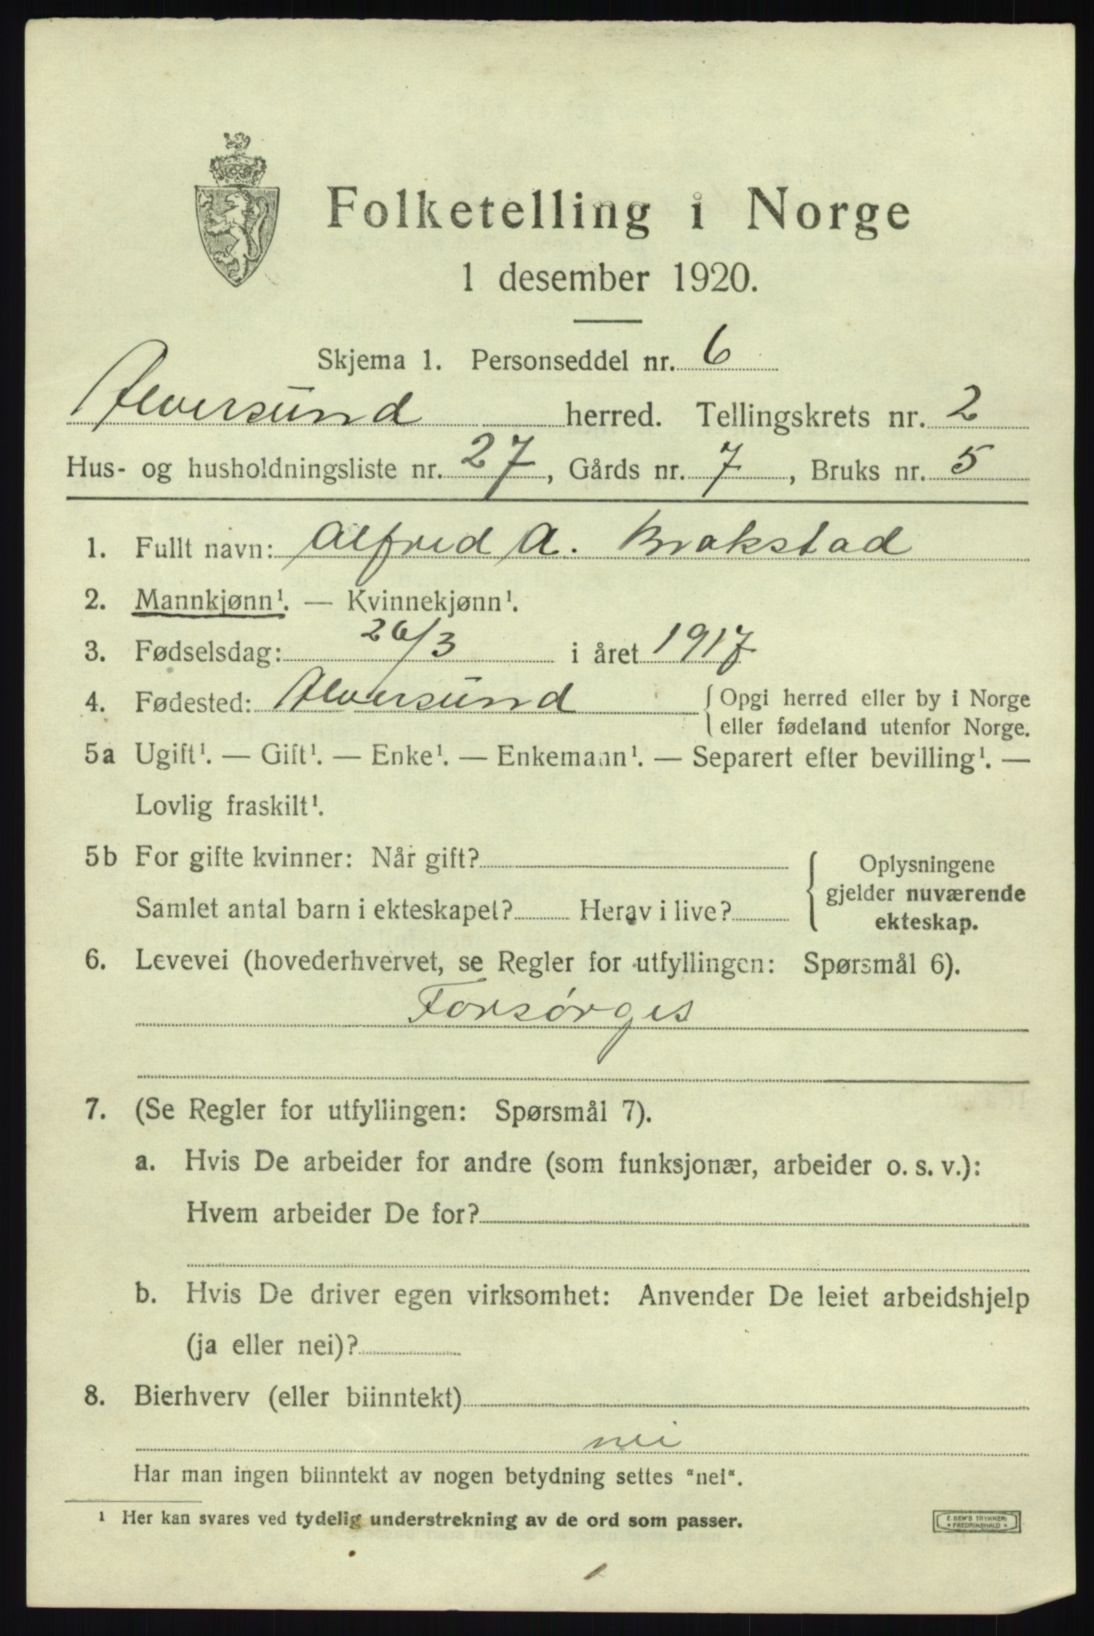 Folketelling i Norge
1 desember 1920.
Skjema 1. Personseddel nr. 6
Alversund herred. Tellingskrets nr. 2
Hus- og husholdningsliste nr. 27, Gårds nr. 7, Bruks nr. 5
1. Fullt navn: Alfred A. Brakstad
2. Mannkjønn¹. — Kvinnekjønn¹.
3. Fødselsdag: 26/3 i året 1917
4. Fødested: Alversund { Opgi herred eller by i Norge
eller fødeland utenfor Norge.
5a Ugift¹. — Gift¹. — Enke¹. — Enkemann¹. — Separert efter bevilling¹. —
Lovlig fraskilt¹.
5b For gifte kvinner: Når gift?
Samlet antal barn i ekteskapet? Herav i live?
{ Oplysningene
gjelder nuværende
ekteskap.
6. Levevei (hovederhvervet, se Regler for utfyllingen: Spørsmål 6).
Forsørges
7. (Se Regler for utfyllingen: Spørsmål 7).
a. Hvis De arbeider for andre (som funksjonær, arbeider o. s. v.):
Hvem arbeider De for?
b. Hvis De driver egen virksomhet: Anvender De leiet arbeidshjelp
(ja eller nei)?
8. Bierhverv (eller biinntekt)
nei
Har man ingen biinntekt av nogen betydning settes "nei".
¹ Her kan svares ved tydelig understrekning av de ord som passer.
E. SEM'S TRYKKERI
FREDRIKSHALD